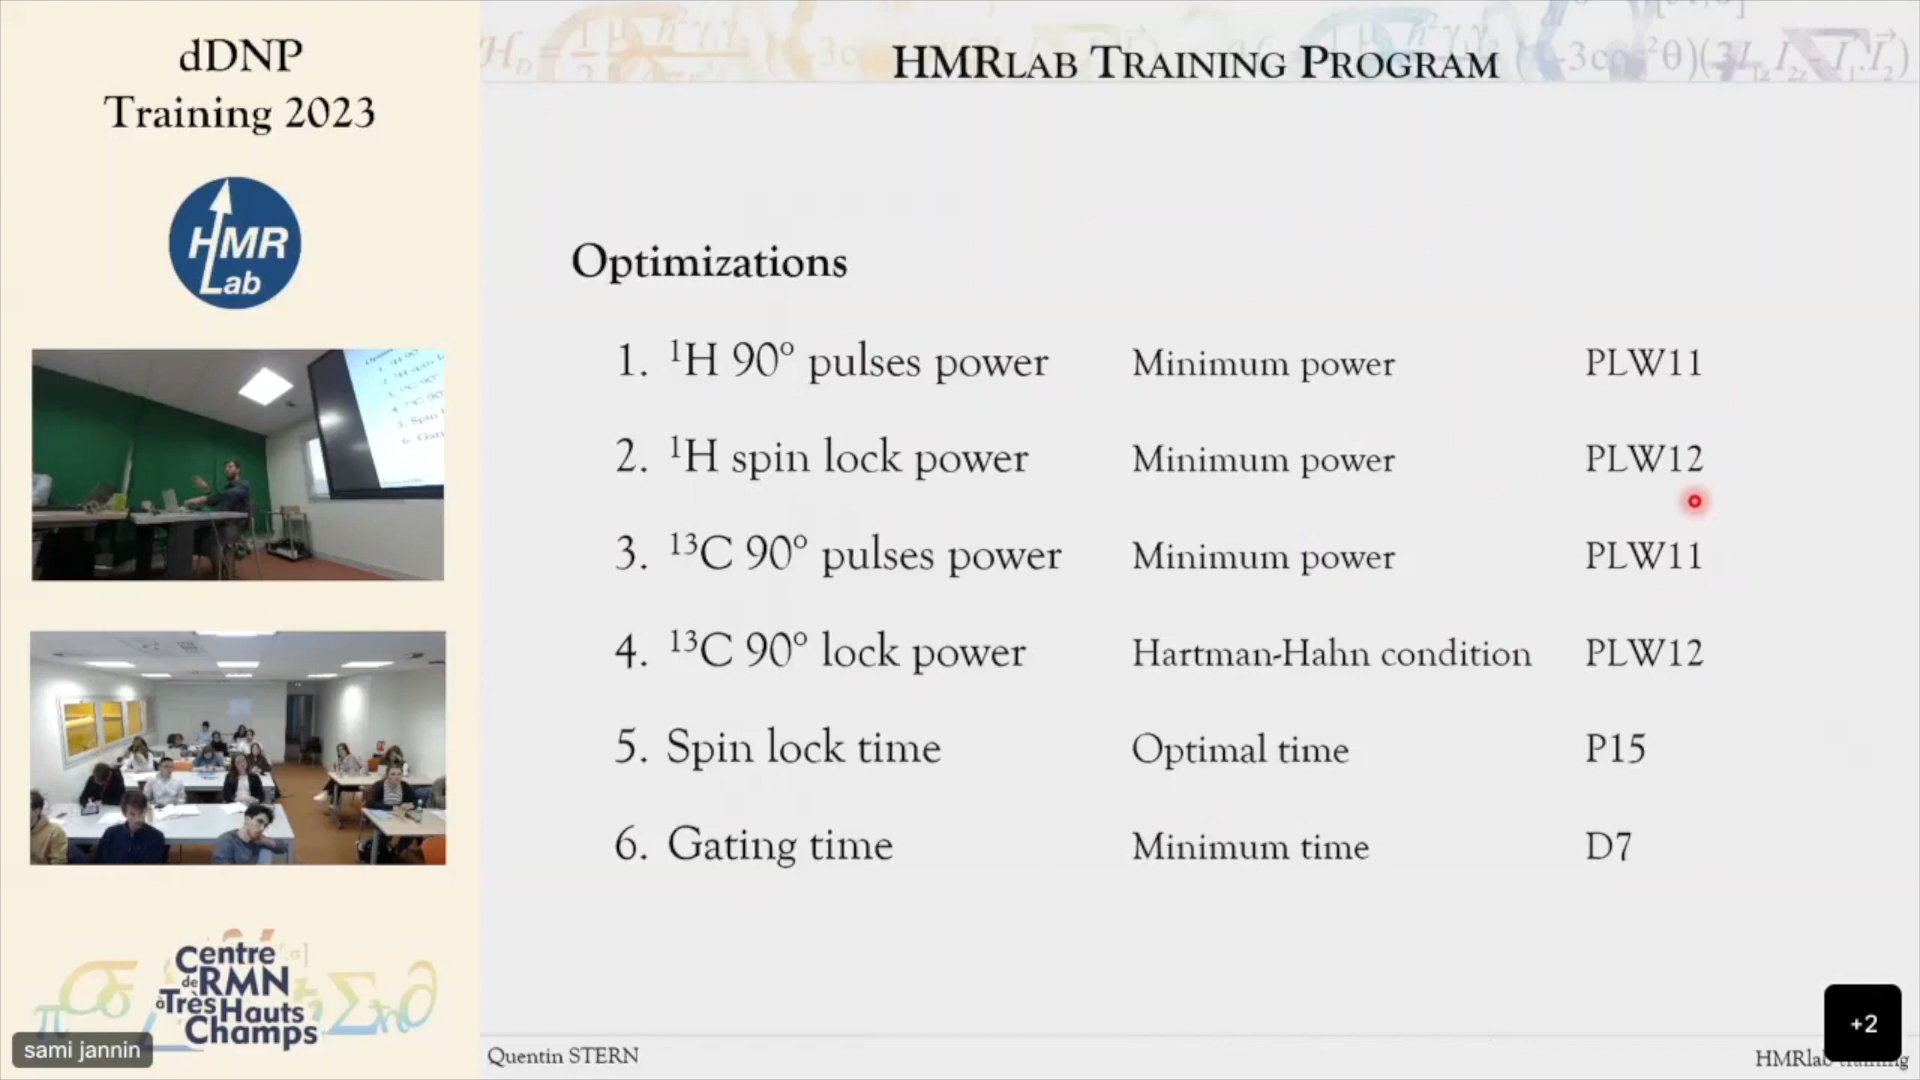 dDNP
Training 2023
HMR
Lab
Centre
de RMN
à Très Hauts
Champs
sami jannin
HMRLAB TRAINING PROGRAM
Optimizations
1. ¹H 90° pulses power Minimum power PLW11
2. ¹H spin lock power Minimum power PLW12
3. ¹³C 90° pulses power Minimum power PLW11
4. ¹³C 90° lock power Hartman-Hahn condition PLW12
5. Spin lock time Optimal time P15
6. Gating time Minimum time D7
Quentin STERN
+2